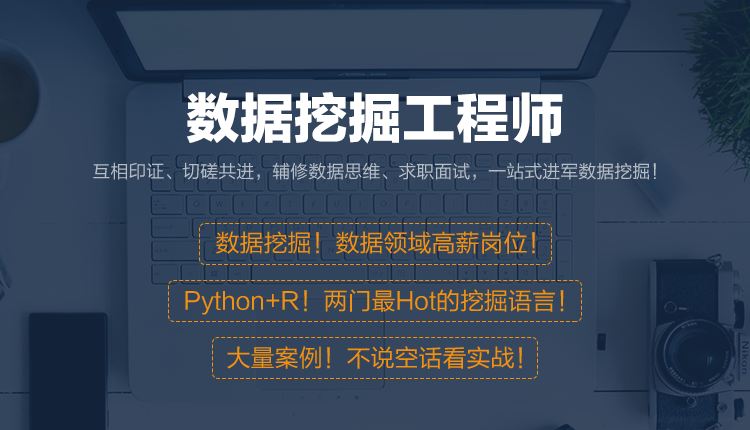 数据挖掘工程师
互相印证、切磋共进，辅修数据思维、求职面试，一站式进军数据挖掘！
数据挖掘！数据领域高薪岗位！
Python+R！两门最Hot的挖掘语言！
大量案例！不说空话看实战！
Nikon